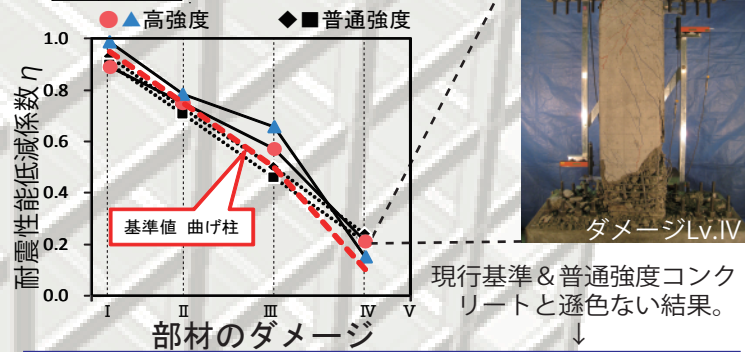 ●▲高強度 ◆■普通強度
耐震性能低減係数η
1.0
0.8
0.6
0.4
0.2
0.0
基準値 曲げ柱
Ⅰ Ⅱ Ⅲ Ⅳ Ⅴ
部材のダメージ
ダメージLv.Ⅳ
現行基準＆普通強度コンク
リートと遜色ない結果。
↓